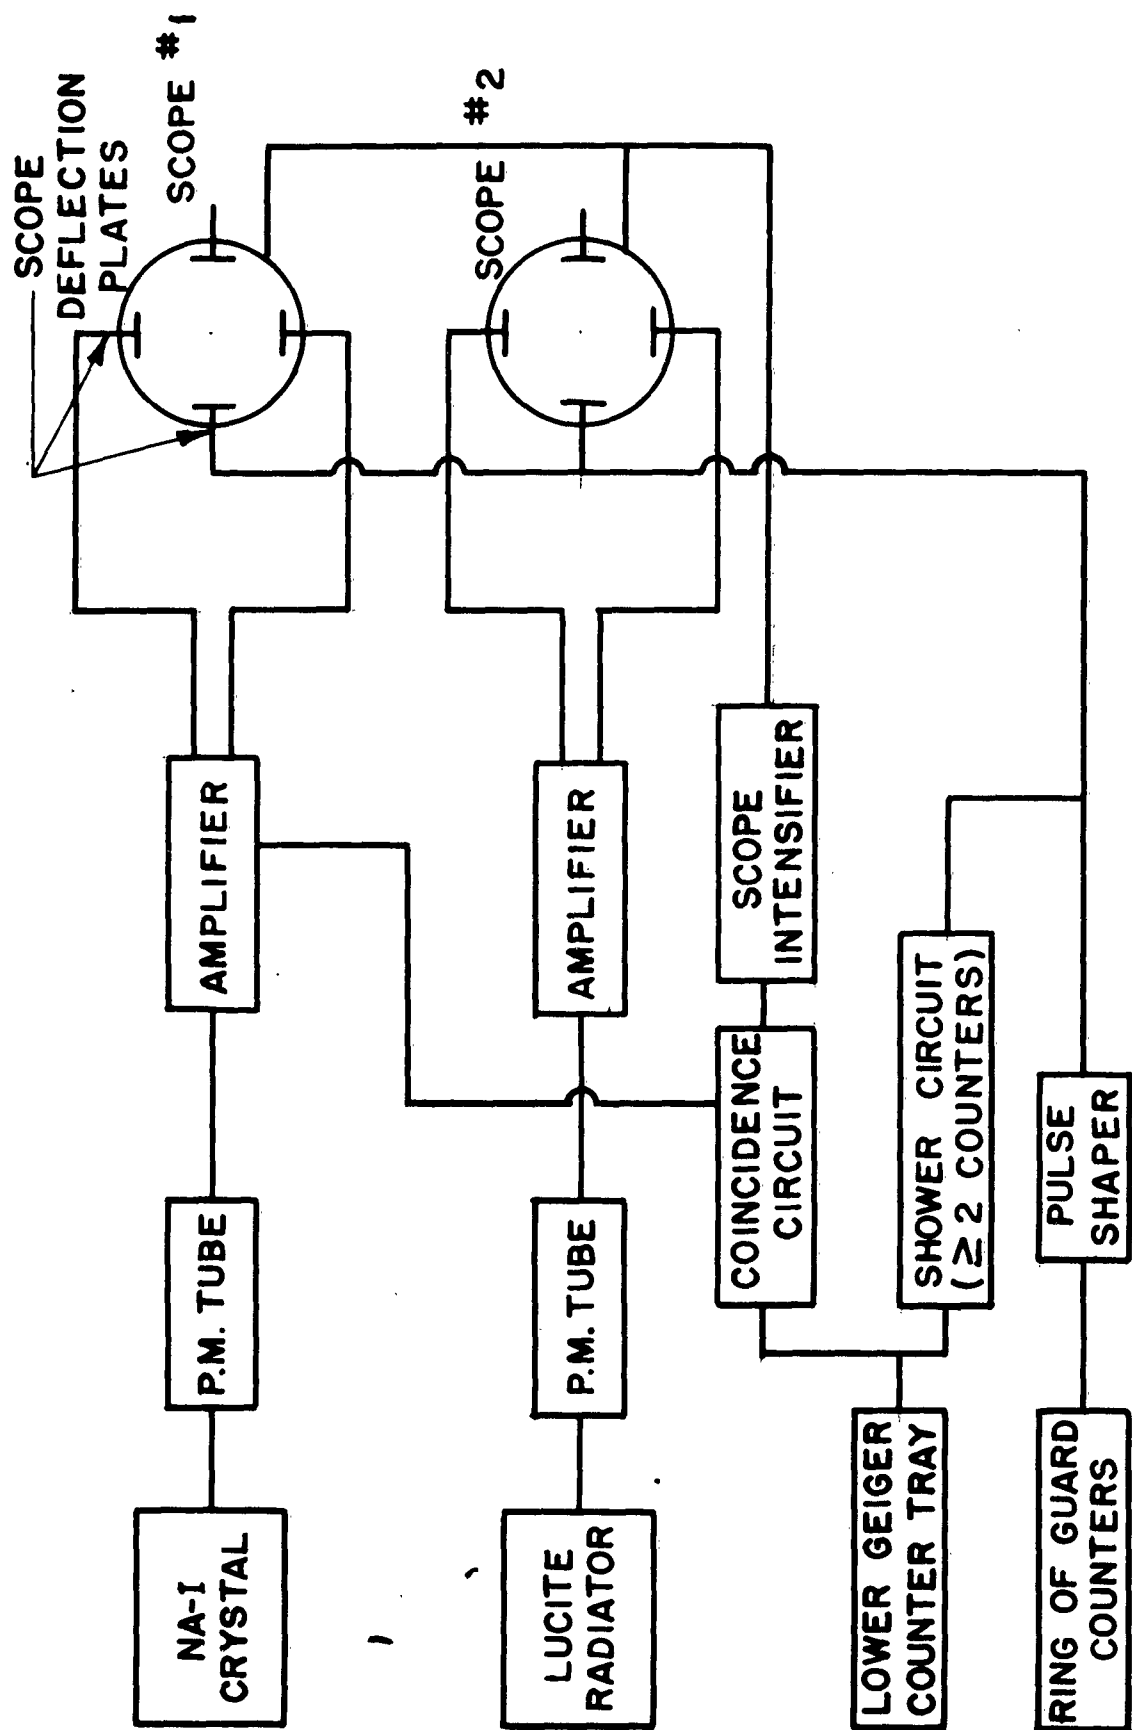 NA-I
CRYSTAL
P.M. TUBE
AMPLIFIER
SCOPE
DEFLECTION
PLATES
SCOPE #1
LUCITE
RADIATOR
P.M. TUBE
AMPLIFIER
SCOPE #2
COINCIDENCE
CIRCUIT
SCOPE
INTENSIFIER
LOWER GEIGER
COUNTER TRAY
SHOWER CIRCUIT
(≥2 COUNTERS)
RING OF GUARD
COUNTERS
PULSE
SHAPER